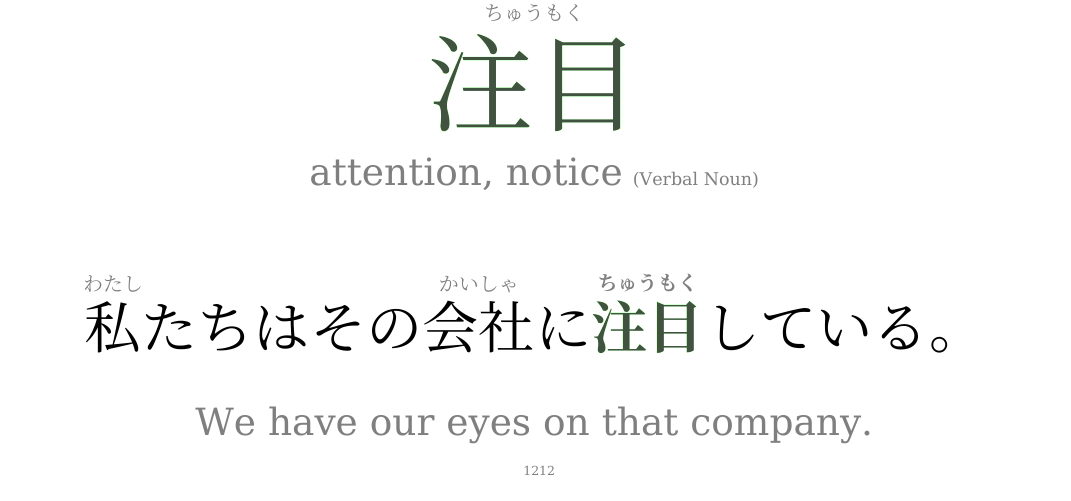 ちゅうもく
注目
attention, notice (Verbal Noun)
わたし かいしゃ ちゅうもく
私たちはその会社に注目している。
We have our eyes on that company.
1212